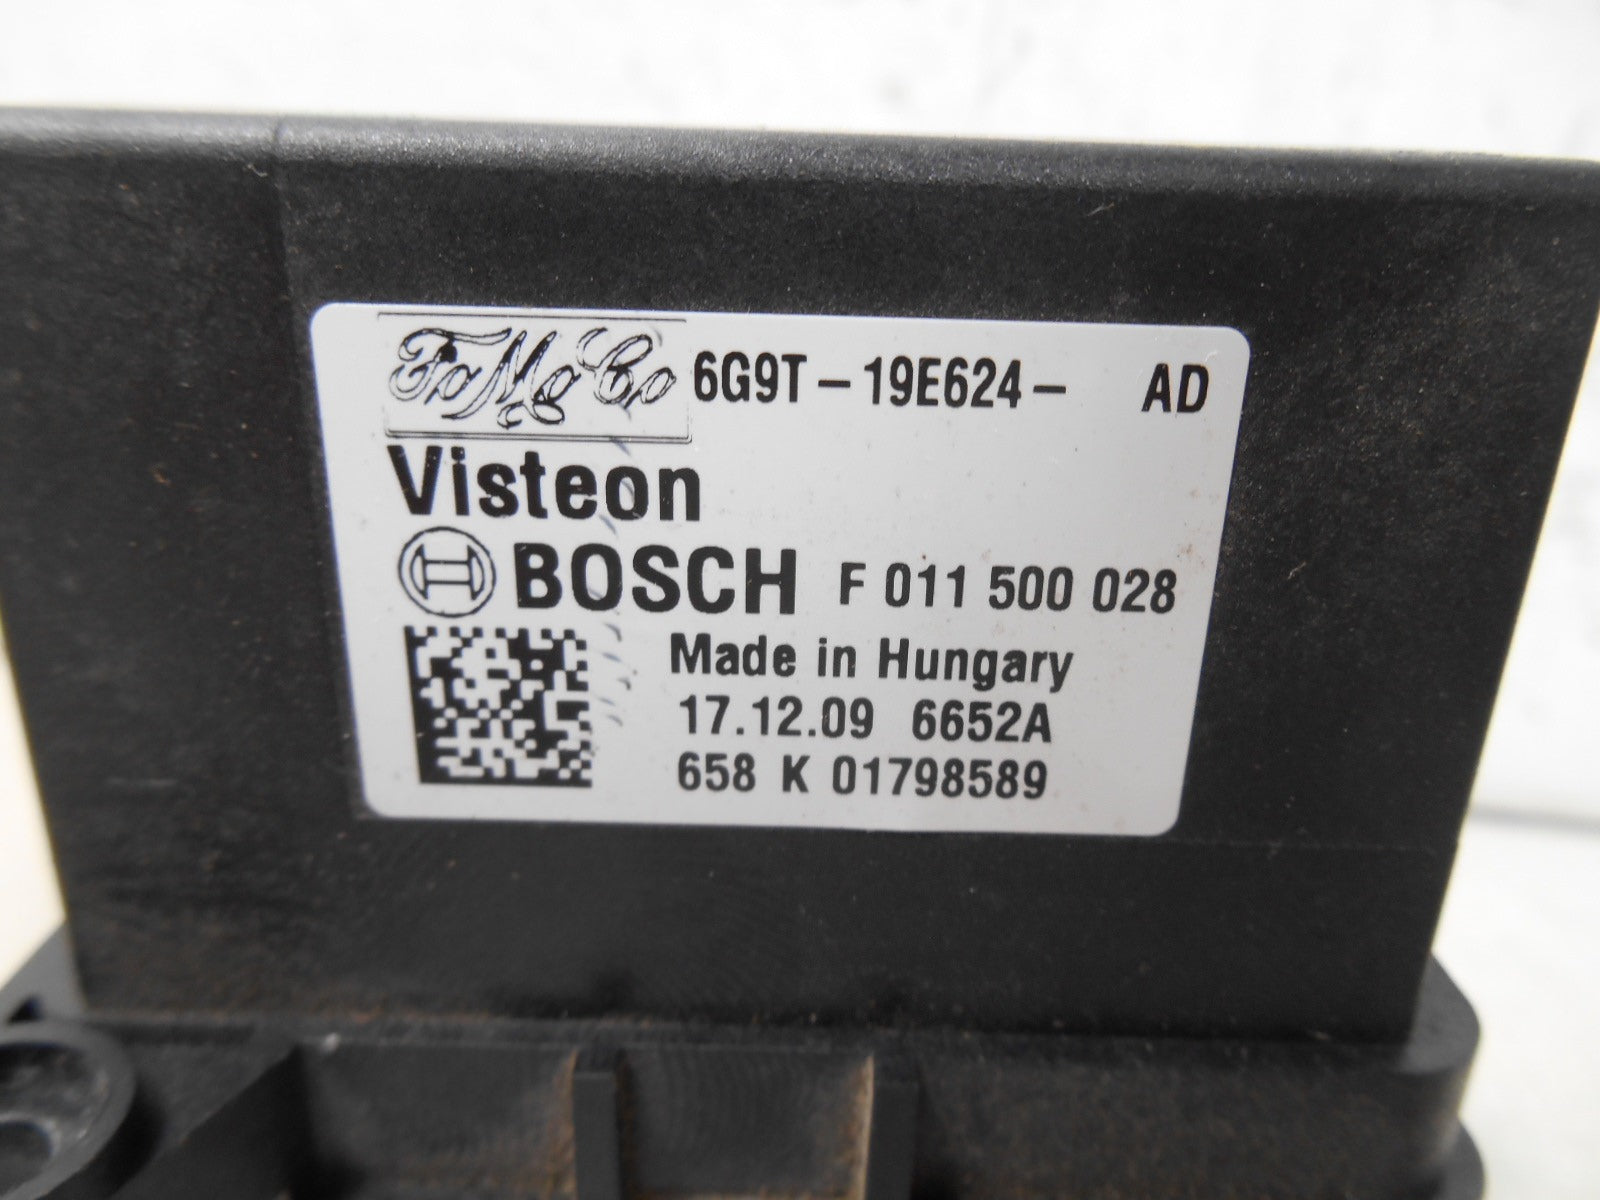 FoMoCo 6G9T-19E624- AD
Visteon
BOSCH F 011 500 028
Made in Hungary
17.12.09 6652A
658 K 01798589